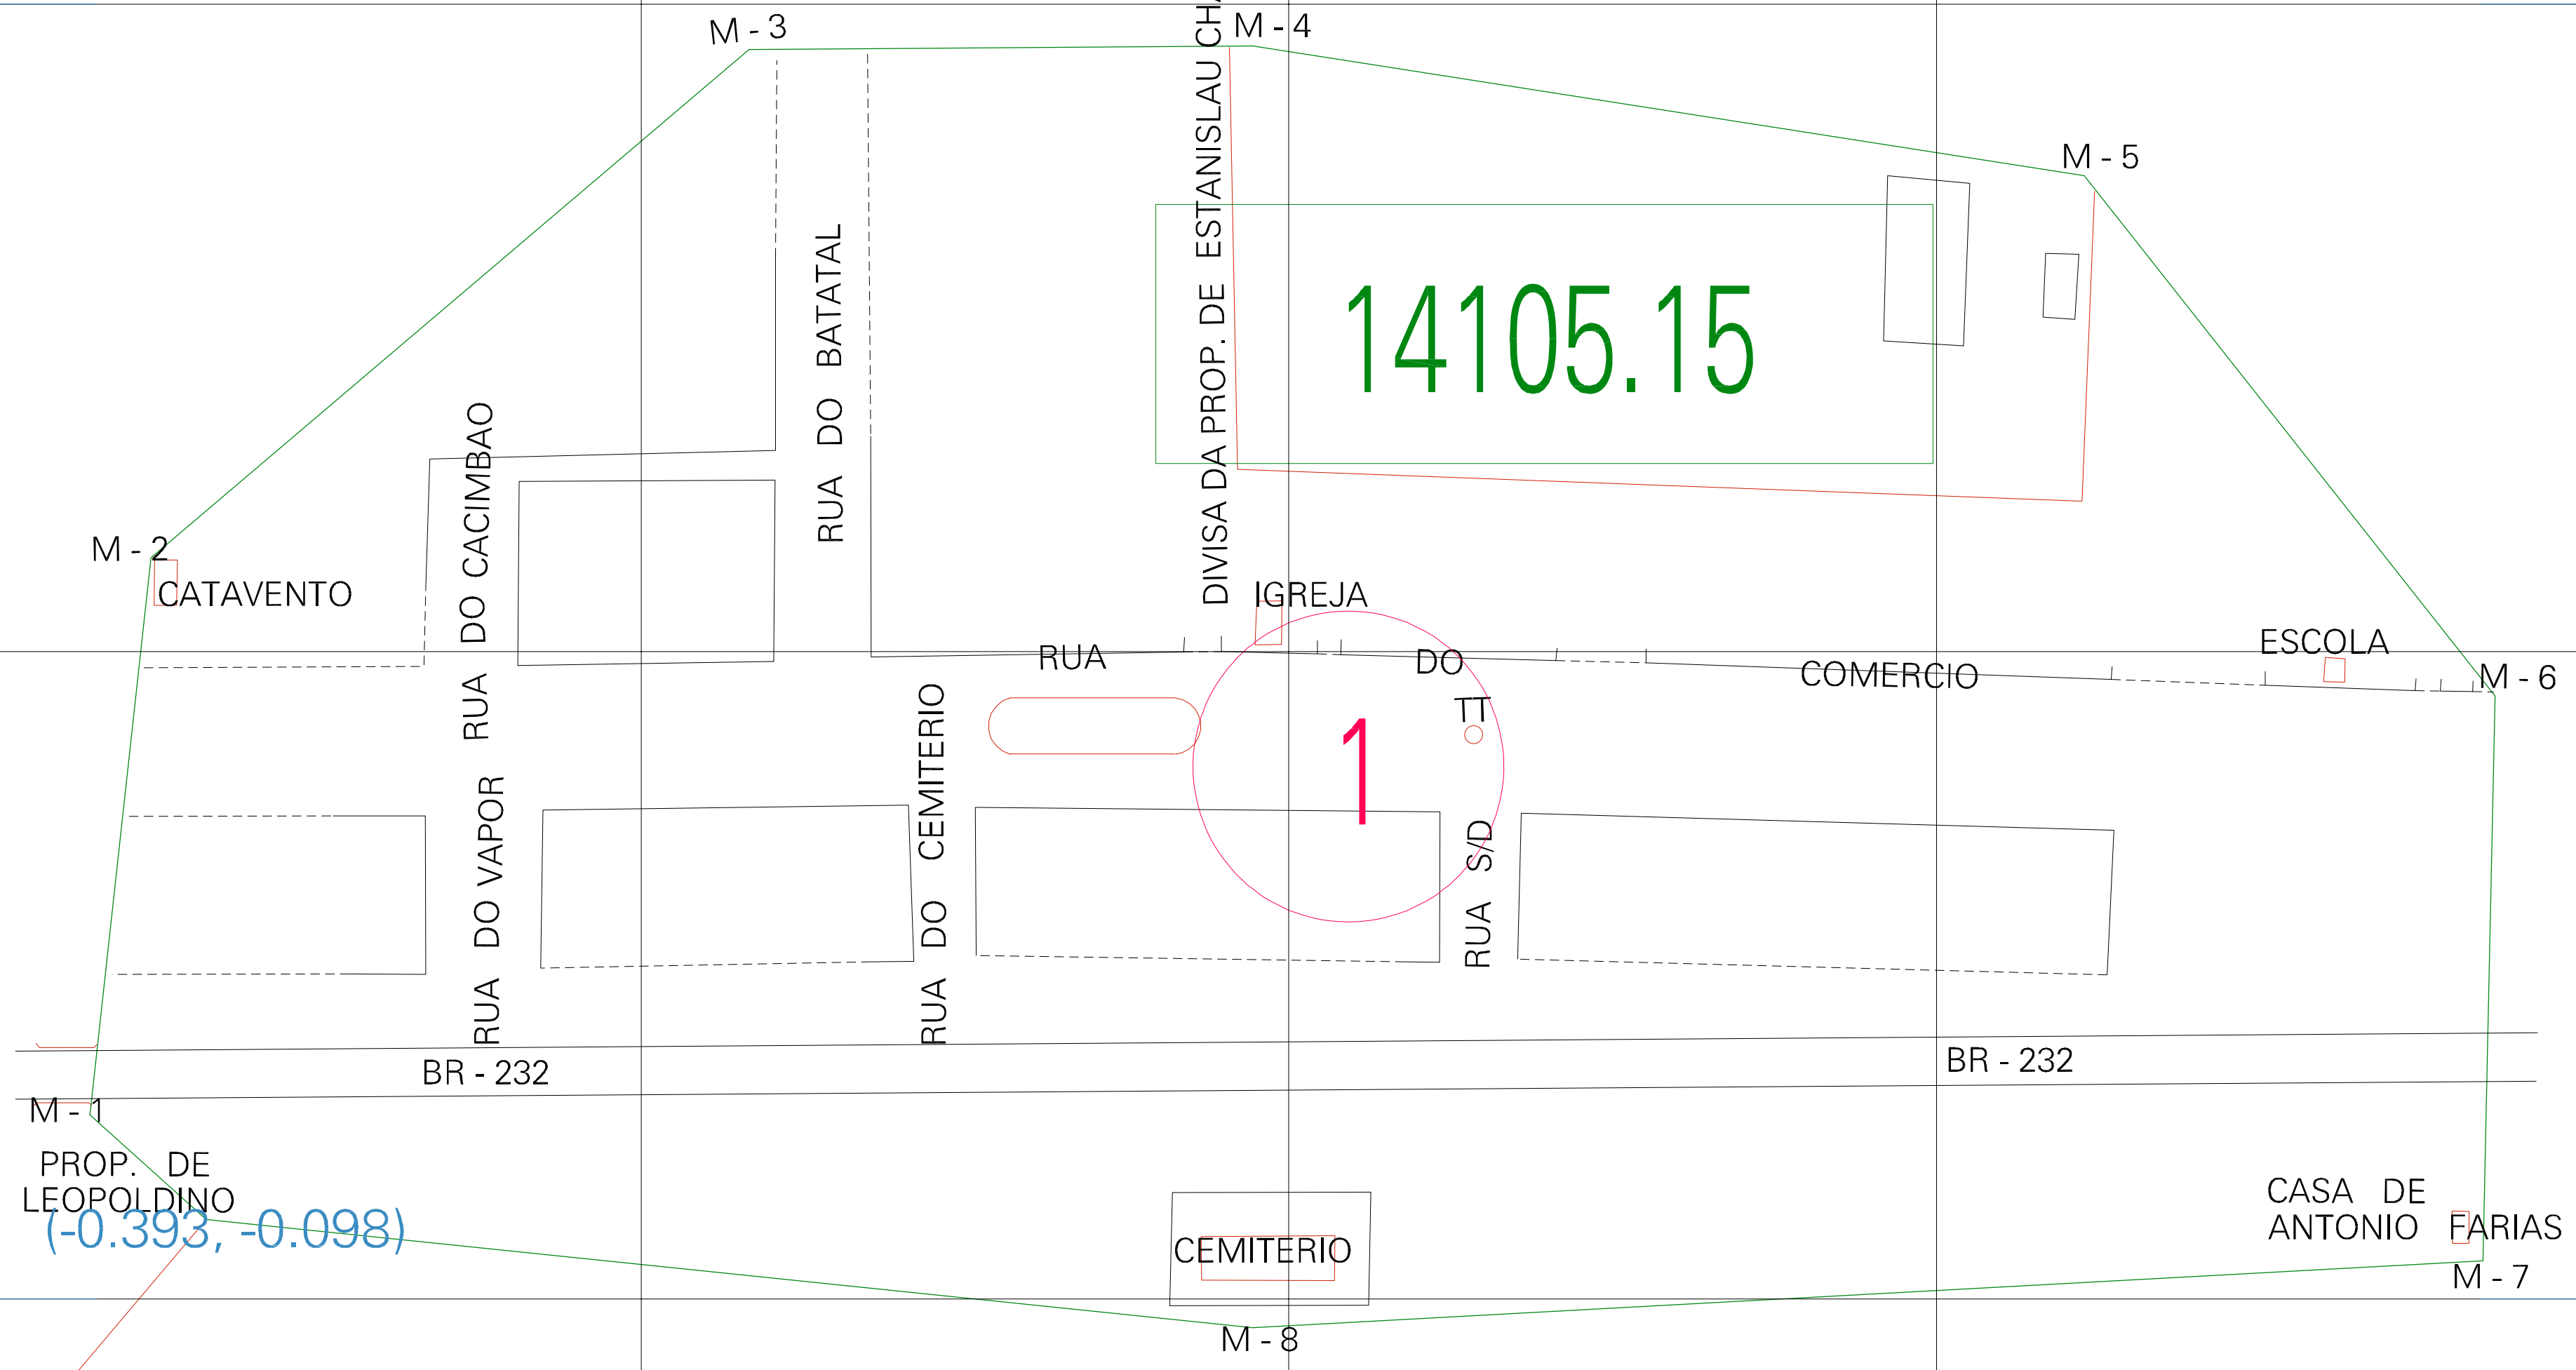 M - 3
M - 4
M - 5
DIVISA DA PROP. DE ESTANISLAU
RUA DO BATATAL
14105.15
RUA DO CACIMBAO
M - 2
CATAVENTO
IGREJA
RUA DO COMERCIO
ESCOLA
M - 6
TT
1
RUA DO CEMITERIO
RUA DO VAPOR
RUA S/D
BR - 232
BR - 232
M - 1
PROP. DE
LEOPOLDINO
(-0.393, -0.098)
CEMITERIO
CASA DE
ANTONIO FARIAS
M - 7
M - 8